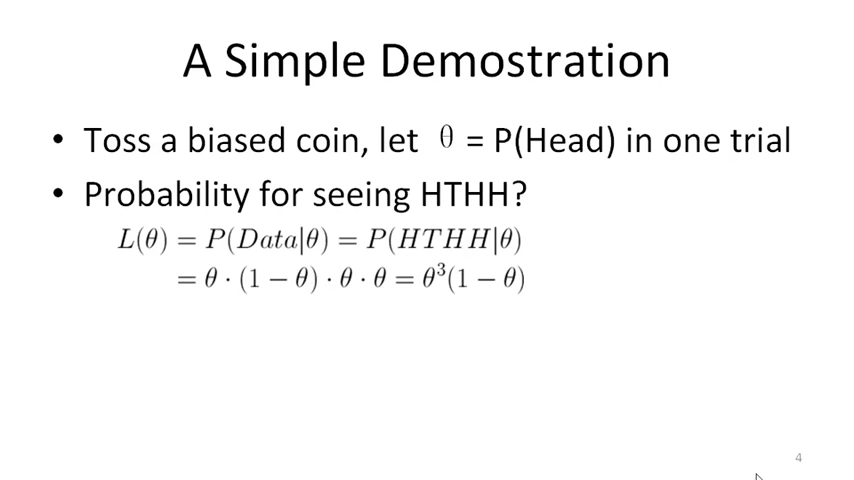 A Simple Demostration
• Toss a biased coin, let θ = P(Head) in one trial
• Probability for seeing HTHH?
L(θ) = P(Data|θ) = P(HTHH|θ)
= θ · (1 − θ) · θ · θ = θ³(1 − θ)
4